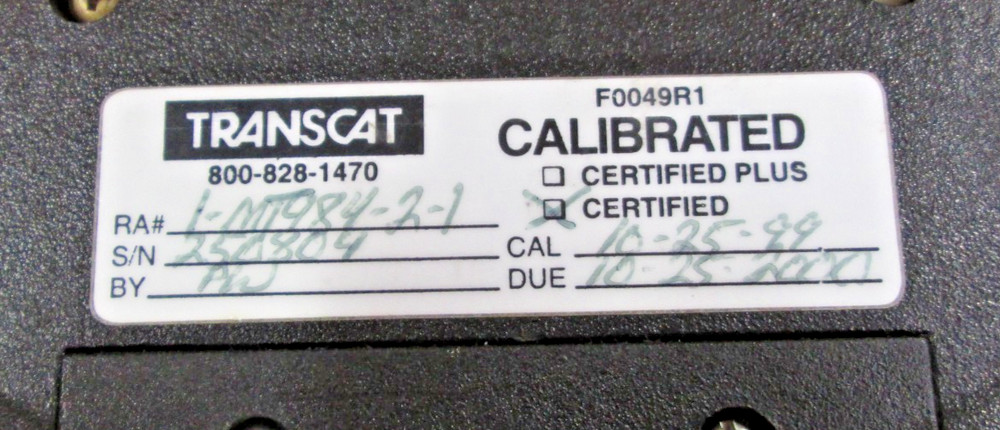 TRANSCAT
800-828-1470
F0049R1
CALIBRATED
☐ CERTIFIED PLUS
☒ CERTIFIED
RA# 1-MT984-2-1
S/N 250304
BY
CAL 10-25-99
DUE 10-25-2000